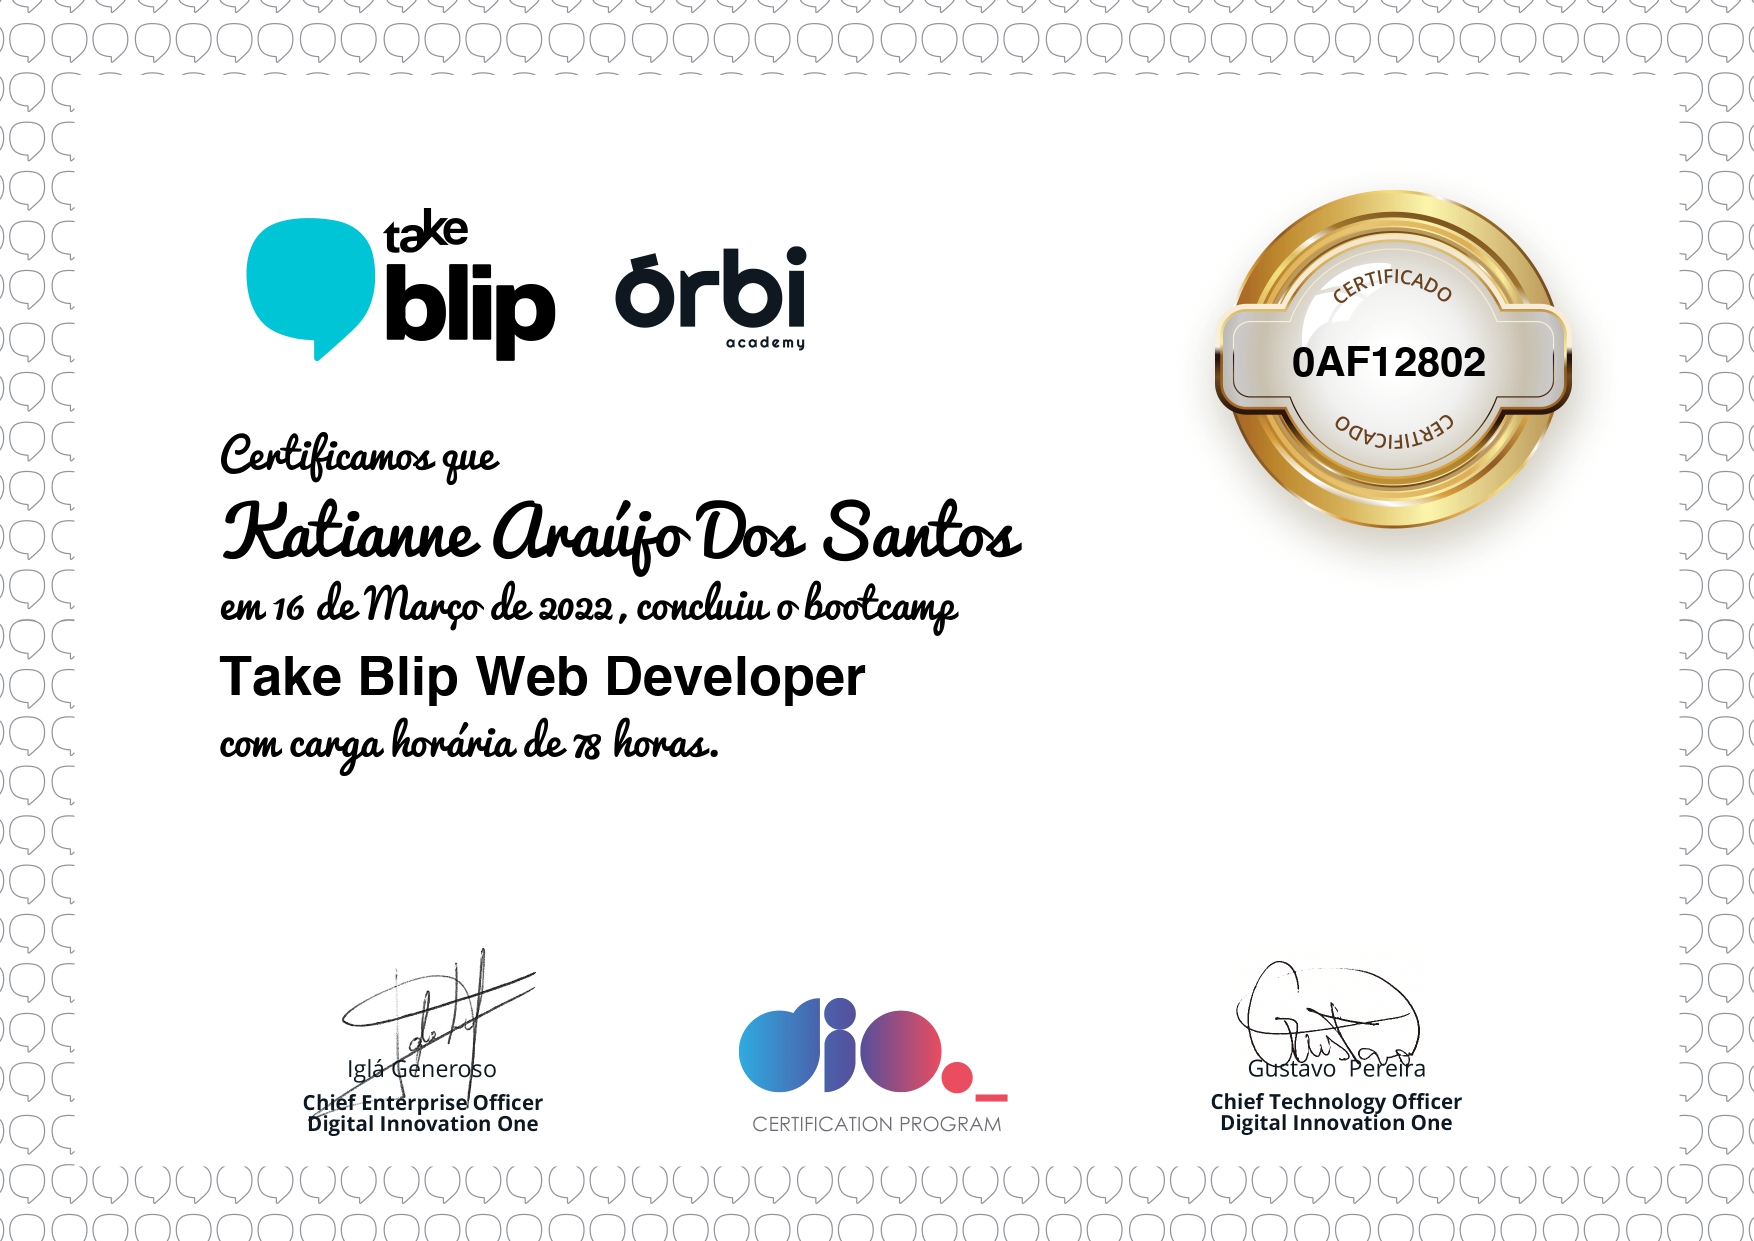 take
blip
órbi
academy
CERTIFICADO
0AF12802
CERTIFICADO
Certificamos que
Katianne Araújo Dos Santos
em 16 de Março de 2022, concluiu o bootcamp
Take Blip Web Developer
com carga horária de 78 horas.
Iglá Generoso
Chief Enterprise Officer
Digital Innovation One
dio._
CERTIFICATION PROGRAM
Gustavo Pereira
Chief Technology Officer
Digital Innovation One